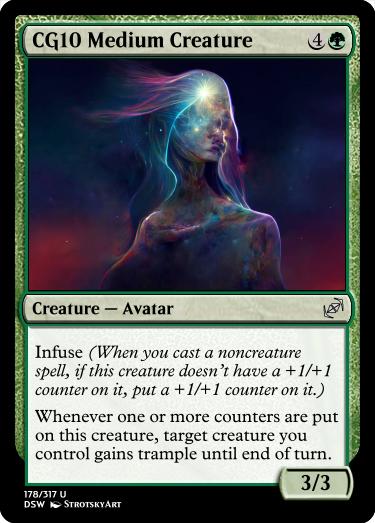 CG10 Medium Creature 4
Creature — Avatar
Infuse (When you cast a noncreature
spell, if this creature doesn't have a +1/+1
counter on it, put a +1/+1 counter on it.)
Whenever one or more counters are put
on this creature, target creature you
control gains trample until end of turn.
3/3
178/317 U
DSW StrotskyArt